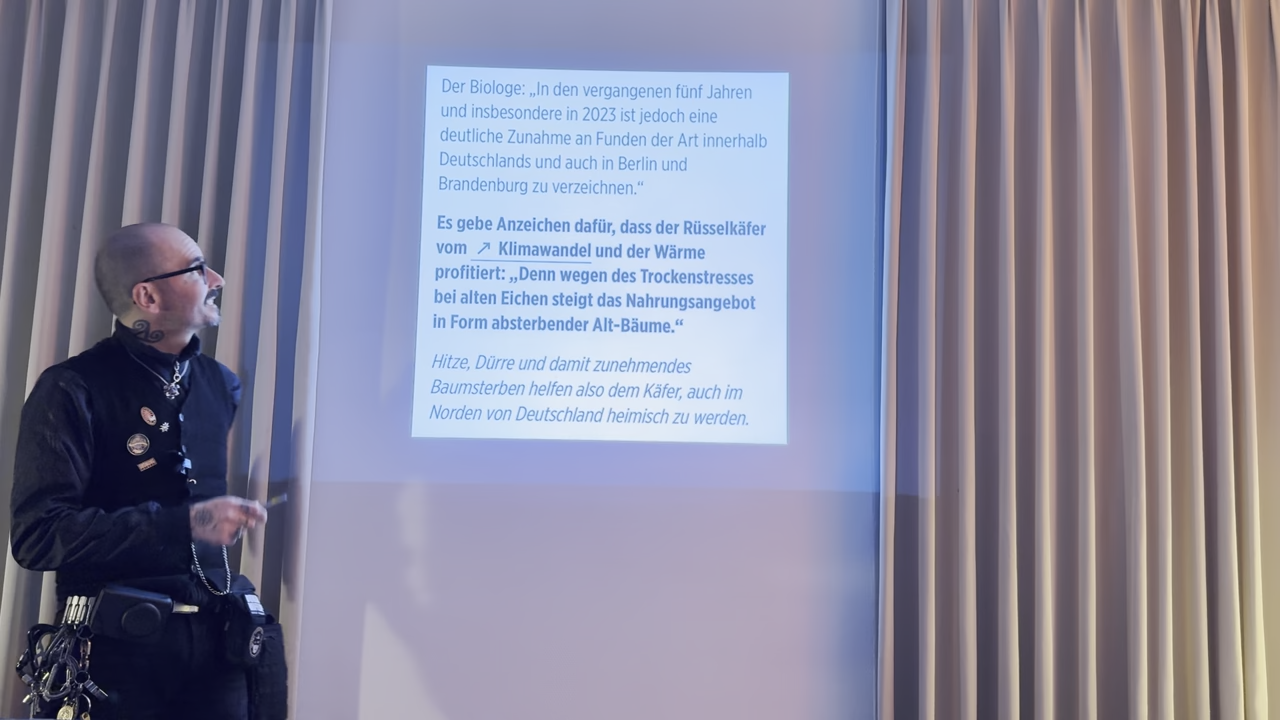 Der Biologe: „In den vergangenen fünf Jahren
und insbesondere in 2023 ist jedoch eine
deutliche Zunahme an Funden der Art innerhalb
Deutschlands und auch in Berlin und
Brandenburg zu verzeichnen.“
Es gebe Anzeichen dafür, dass der Rüsselkäfer
vom ↗ Klimawandel und der Wärme
profitiert: „Denn wegen des Trockenstresses
bei alten Eichen steigt das Nahrungsangebot
in Form absterbender Alt-Bäume.“
Hitze, Dürre und damit zunehmendes
Baumsterben helfen also dem Käfer, auch im
Norden von Deutschland heimisch zu werden.